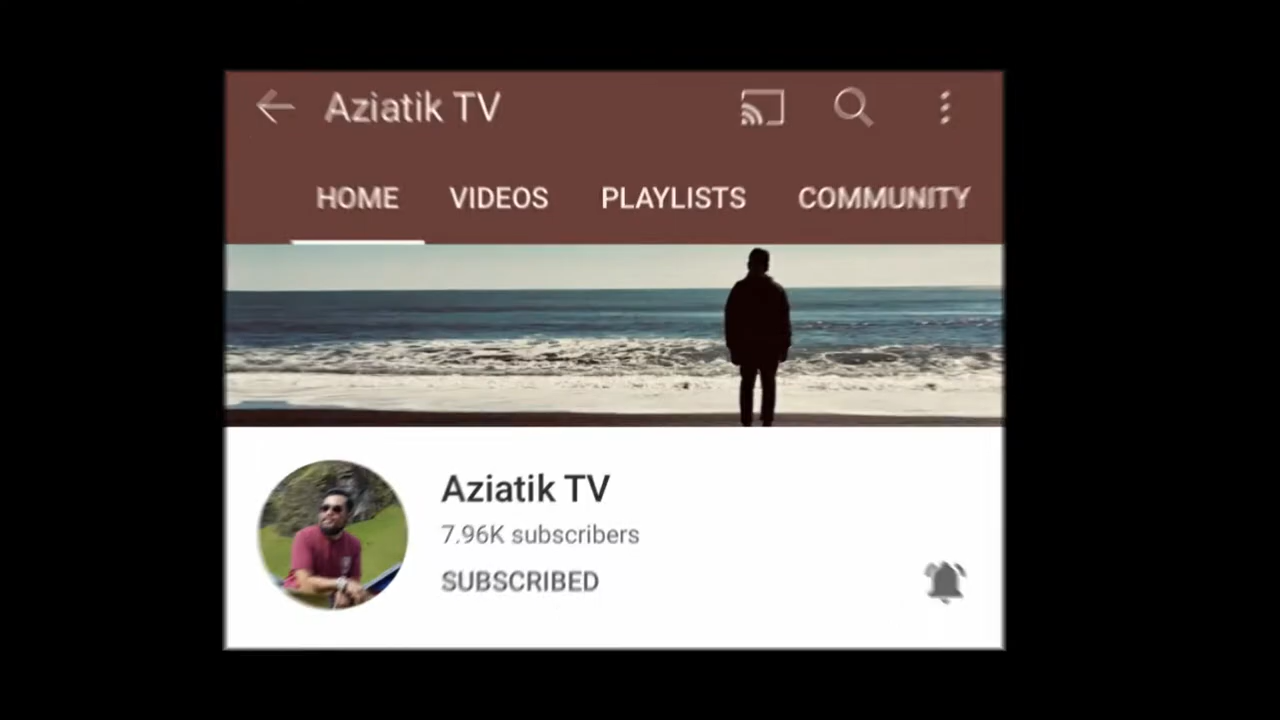 Aziatik TV
HOME VIDEOS PLAYLISTS COMMUNITY
Aziatik TV
7.96K subscribers
SUBSCRIBED